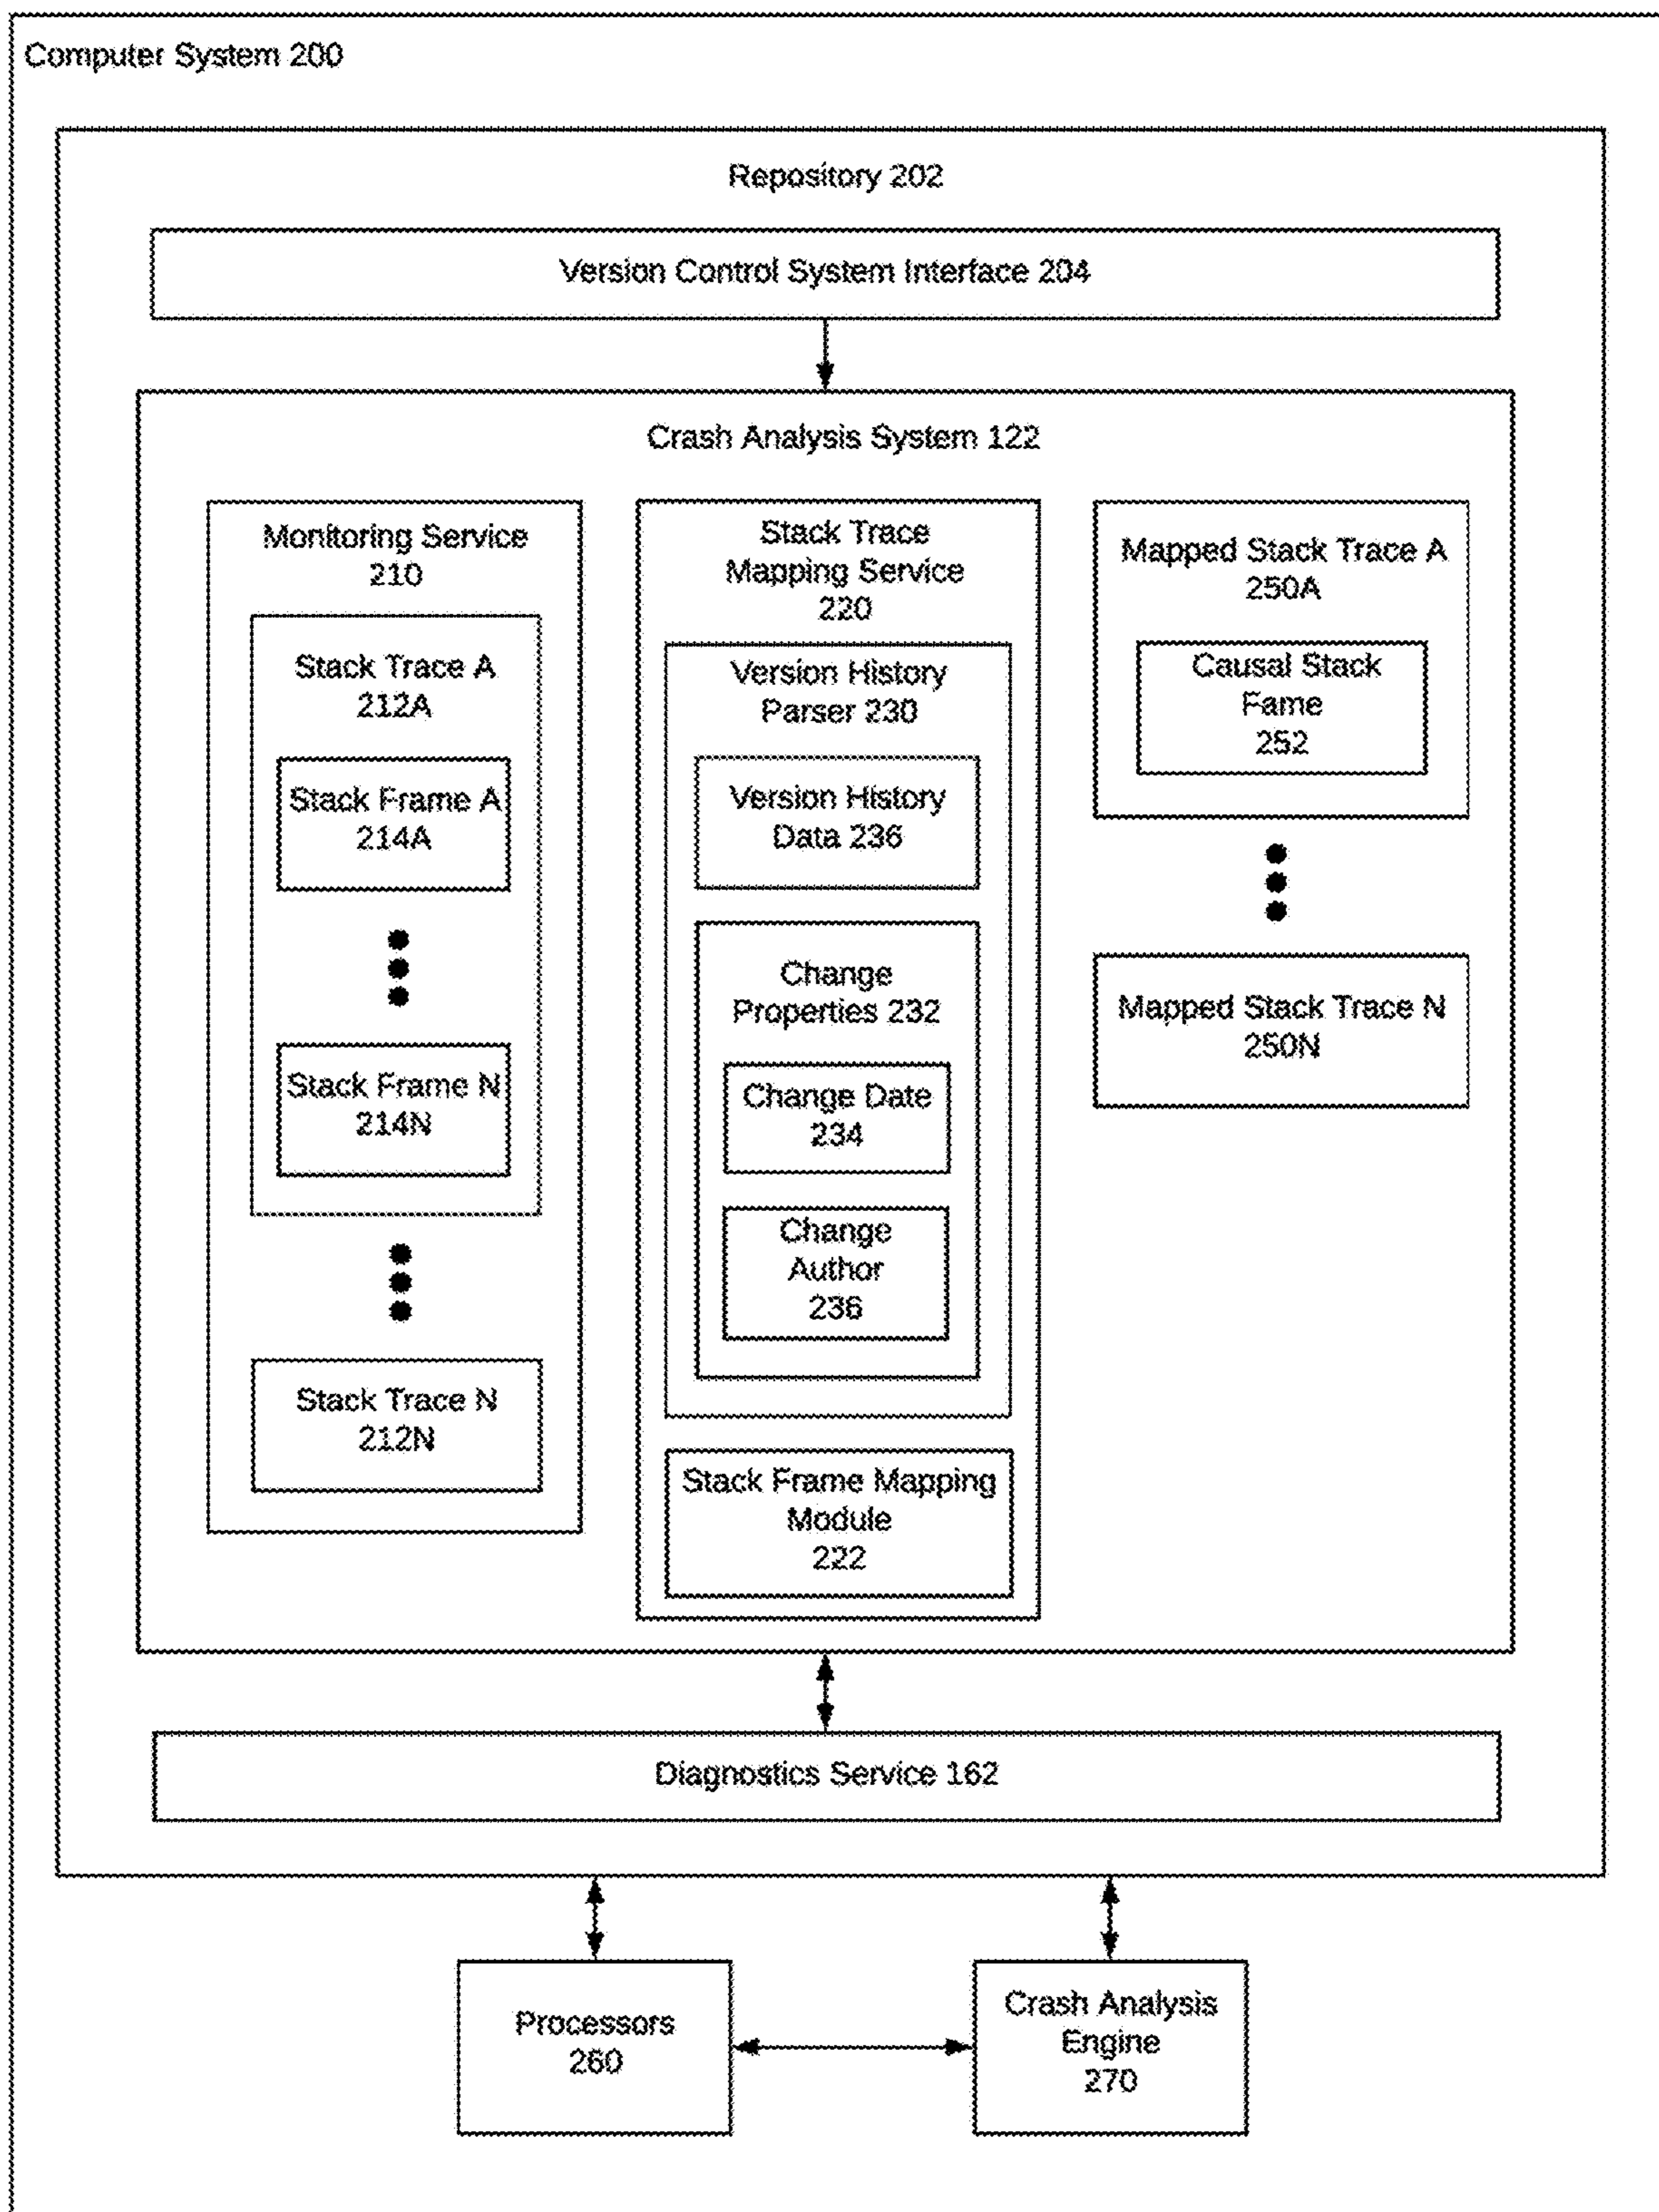 Computer System 200
Repository 202
Version Control System Interface 204
Crash Analysis System 122
Monitoring Service
210
Stack Trace A
212A
Stack Frame A
214A
Stack Frame N
214N
Stack Trace N
212N
Stack Trace
Mapping Service
220
Version History
Parser 230
Version History
Data 236
Change
Properties 232
Change Date
234
Change
Author
236
Stack Frame Mapping
Module
222
Mapped Stack Trace A
250A
Causal Stack
Fame
252
Mapped Stack Trace N
250N
Diagnostics Service 162
Processors
260
Crash Analysis
Engine
270